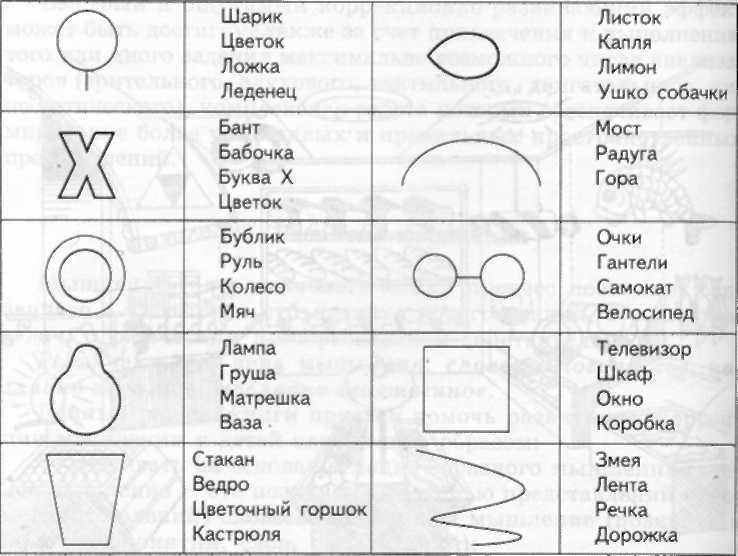 Шарик
Цветок
Ложка
Леденец
Листок
Капля
Лимон
Ушко собачки
Бант
Бабочка
Буква Х
Цветок
Мост
Радуга
Гора
Бублик
Руль
Колесо
Мяч
Очки
Гантели
Самокат
Велосипед
Лампа
Груша
Матрешка
Ваза
Телевизор
Шкаф
Окно
Коробка
Стакан
Ведро
Цветочный горшок
Кастрюля
Змея
Лента
Речка
Дорожка